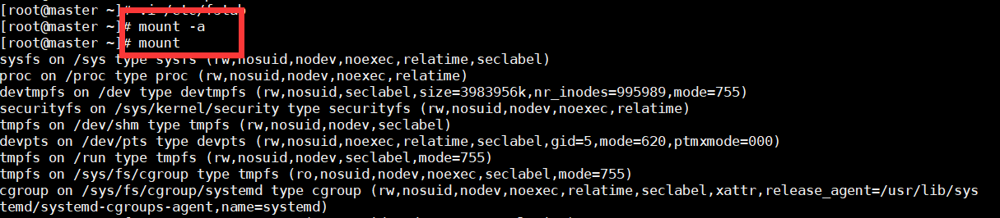 [root@master ~]# vi /etc/fstab
[root@master ~]# mount -a
[root@master ~]# mount
sysfs on /sys type sysfs (rw,nosuid,nodev,noexec,relatime,seclabel)
proc on /proc type proc (rw,nosuid,nodev,noexec,relatime)
devtmpfs on /dev type devtmpfs (rw,nosuid,seclabel,size=3983956k,nr_inodes=995989,mode=755)
securityfs on /sys/kernel/security type securityfs (rw,nosuid,nodev,noexec,relatime)
tmpfs on /dev/shm type tmpfs (rw,nosuid,nodev,seclabel)
devpts on /dev/pts type devpts (rw,nosuid,noexec,relatime,seclabel,gid=5,mode=620,ptmxmode=000)
tmpfs on /run type tmpfs (rw,nosuid,nodev,seclabel,mode=755)
tmpfs on /sys/fs/cgroup type tmpfs (ro,nosuid,nodev,noexec,seclabel,mode=755)
cgroup on /sys/fs/cgroup/systemd type cgroup (rw,nosuid,nodev,noexec,relatime,seclabel,xattr,release_agent=/usr/lib/sys
temd/systemd-cgroups-agent,name=systemd)